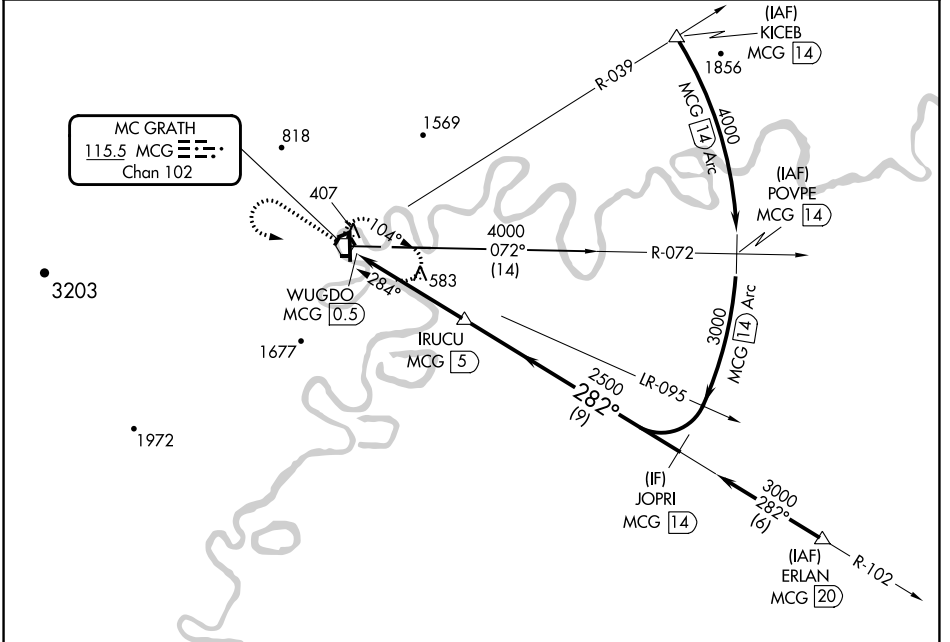 (IAF)
KICEB
MCG 14
1856
R-039
MCG 14 Arc
4000
MC GRATH
115.5 MCG
Chan 102
818
1569
407
104°
(IAF)
POVPE
MCG 14
4000
072°
(14)
R-072
583
3203
WUGDO
MCG 0.5
284°
IRUCU
MCG 5
3000
MCG 14 Arc
1677
LR-095
2500
282°
(9)
1972
(IF)
JOPRI
MCG 14
3000
282°
(6)
(IAF)
ERLAN
MCG 20
R-102